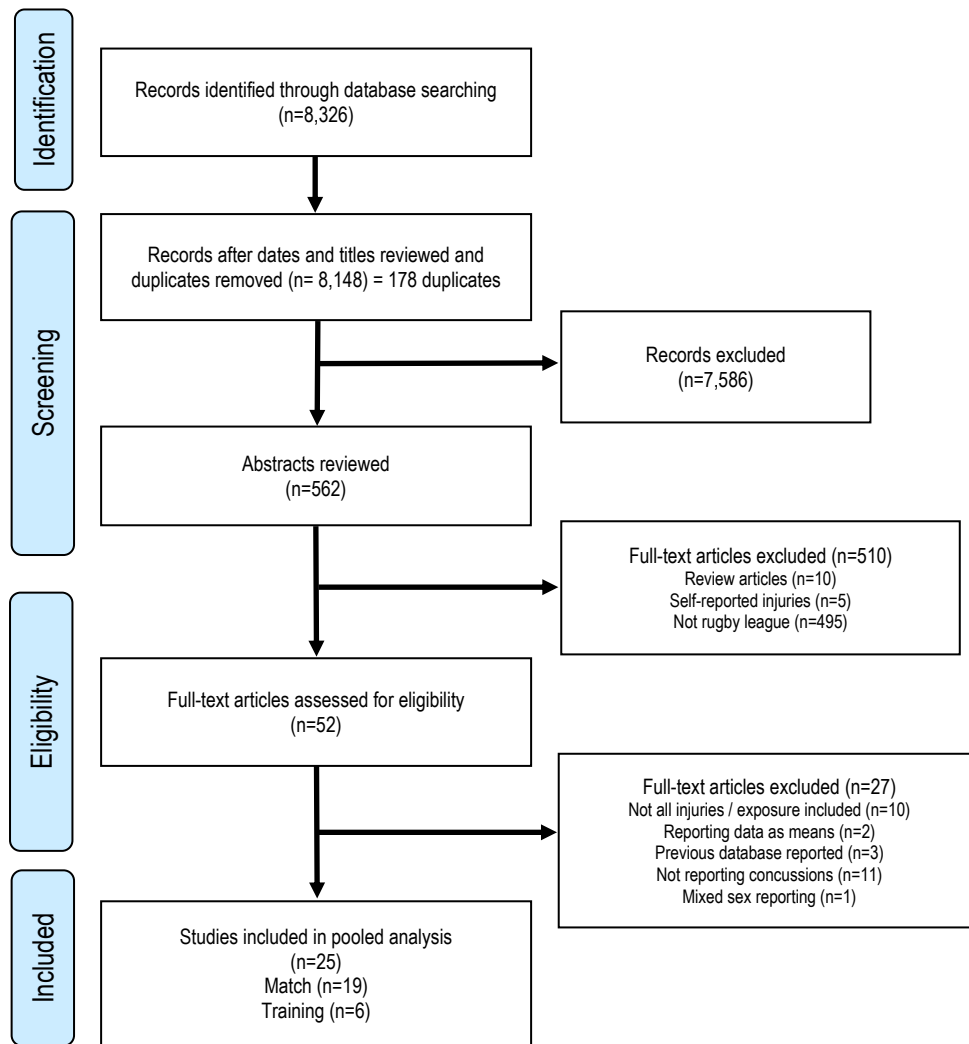 Identification
Records identified through database searching
(n=8,326)
Screening
Records after dates and titles reviewed and
duplicates removed (n= 8,148) = 178 duplicates
Records excluded
(n=7,586)
Abstracts reviewed
(n=562)
Full-text articles excluded (n=510)
Review articles (n=10)
Self-reported injuries (n=5)
Not rugby league (n=495)
Eligibility
Full-text articles assessed for eligibility
(n=52)
Full-text articles excluded (n=27)
Not all injuries / exposure included (n=10)
Reporting data as means (n=2)
Previous database reported (n=3)
Not reporting concussions (n=11)
Mixed sex reporting (n=1)
Included
Studies included in pooled analysis
(n=25)
Match (n=19)
Training (n=6)